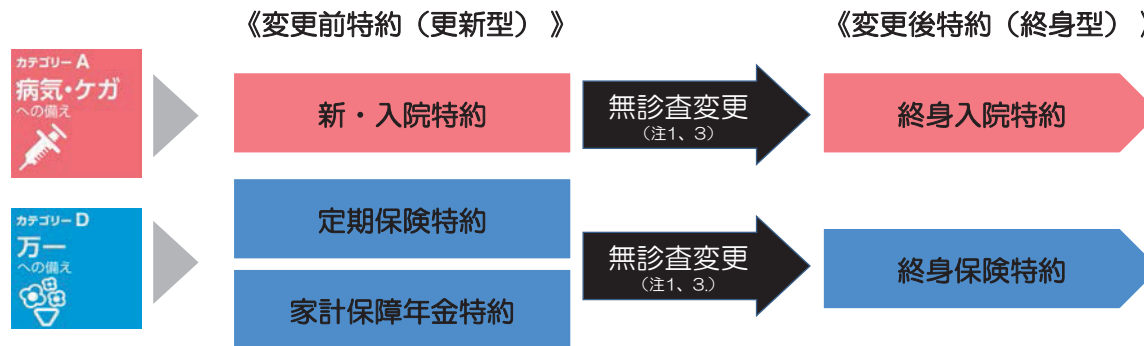 《変更前特約（更新型）》
《変更後特約（終身型）》
カテゴリー A
病気・ケガ
への備え
新・入院特約
無診査変更
（注1、3）
終身入院特約
カテゴリー D
万一
への備え
定期保険特約
家計保障年金特約
無診査変更
（注1、3.）
終身保険特約